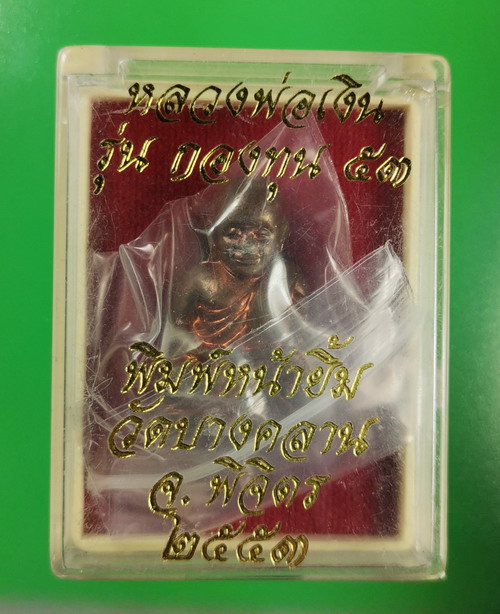 หลวงพ่อเงิน
รุ่น กองทุน ๕๓
พิมพ์หน้ายิ้ม
วัดบางคลาน
จ. พิจิตร
๒๕๕๓